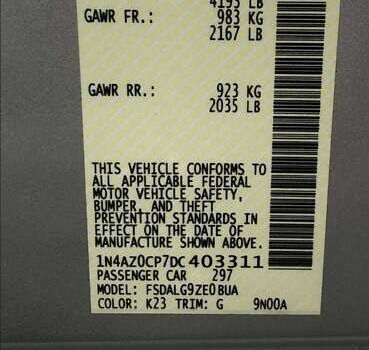 4193 LB
GAWR FR.: 983 KG
2167 LB
GAWR RR.: 923 KG
2035 LB
THIS VEHICLE CONFORMS TO
ALL APPLICABLE FEDERAL
MOTOR VEHICLE SAFETY,
BUMPER, AND THEFT
PREVENTION STANDARDS IN
EFFECT ON THE DATE OF
MANUFACTURE SHOWN ABOVE.
1N4AZ0CP7DC403311
PASSENGER CAR 297
MODEL: FSDALG9ZE0BUA
COLOR: K23 TRIM: G 9N00A